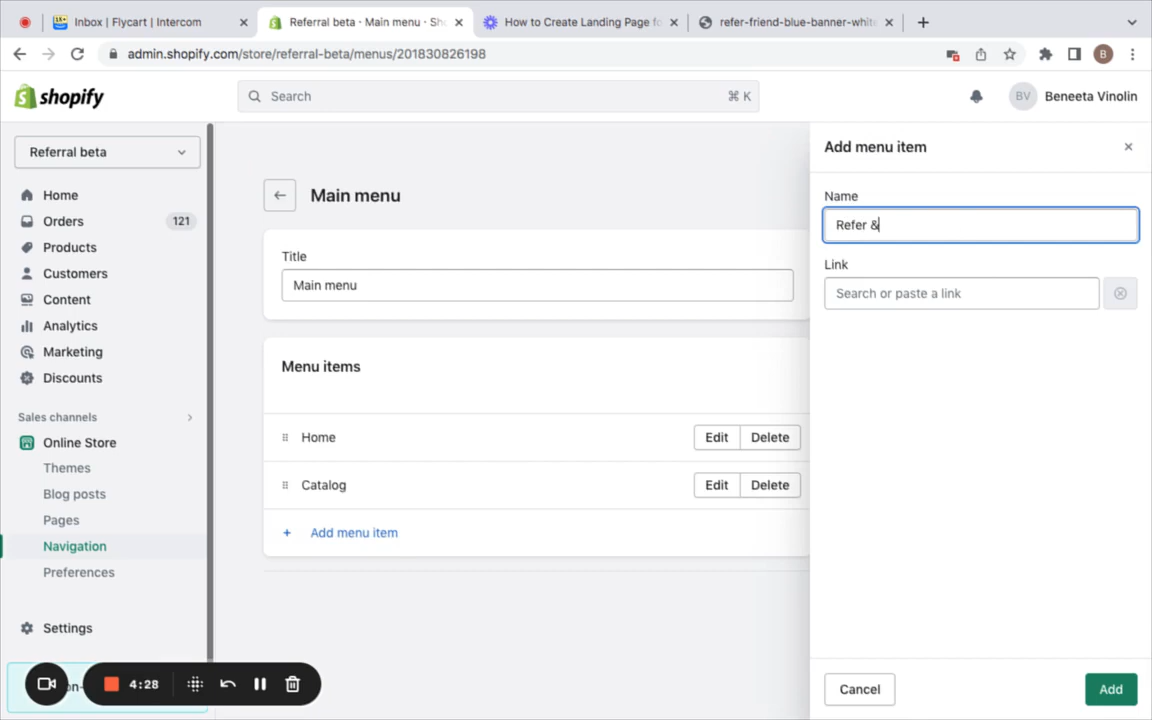 Inbox | Flycart | Intercom
Referral beta · Main menu · Sh
How to Create Landing Page fo
refer-friend-blue-banner-white
admin.shopify.com/store/referral-beta/menus/201830826198
B
shopify
Search
⌘ K
BV
Beneeta Vinolin
Referral beta
Home
Orders
121
Products
Customers
Content
Analytics
Marketing
Discounts
Sales channels
Online Store
Themes
Blog posts
Pages
Navigation
Preferences
Settings
4:28
Main menu
Title
Main menu
Menu items
Home
Edit
Delete
Catalog
Edit
Delete
+ Add menu item
Add menu item
Name
Refer &
Link
Search or paste a link
Cancel
Add